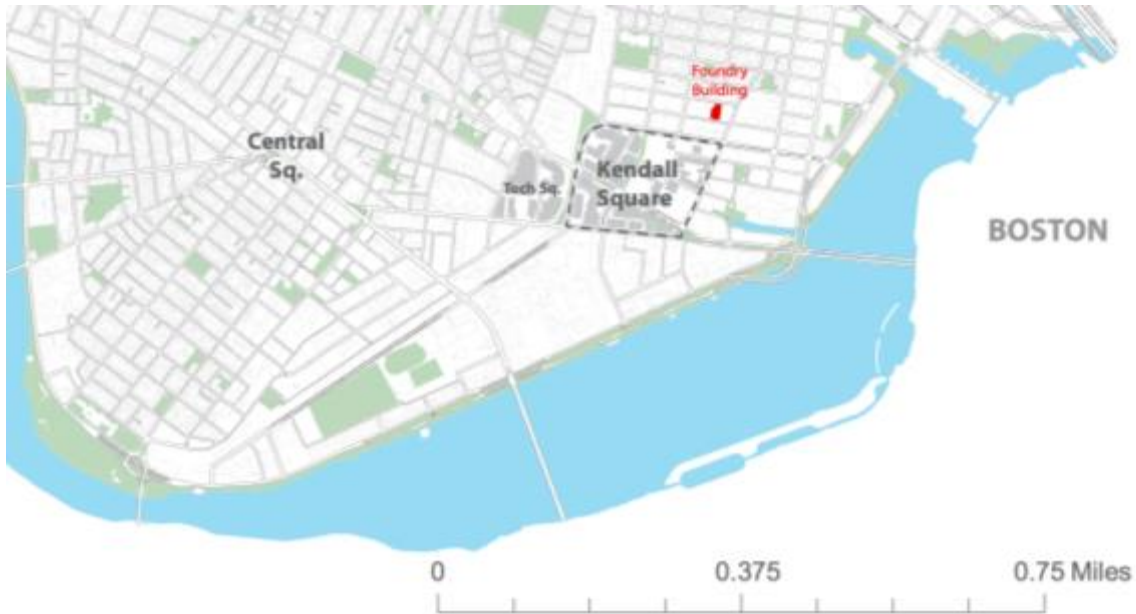 Foundry
Building
Central
Sq.
Tech Sq.
Kendall
Square
BOSTON
0
0.375
0.75 Miles